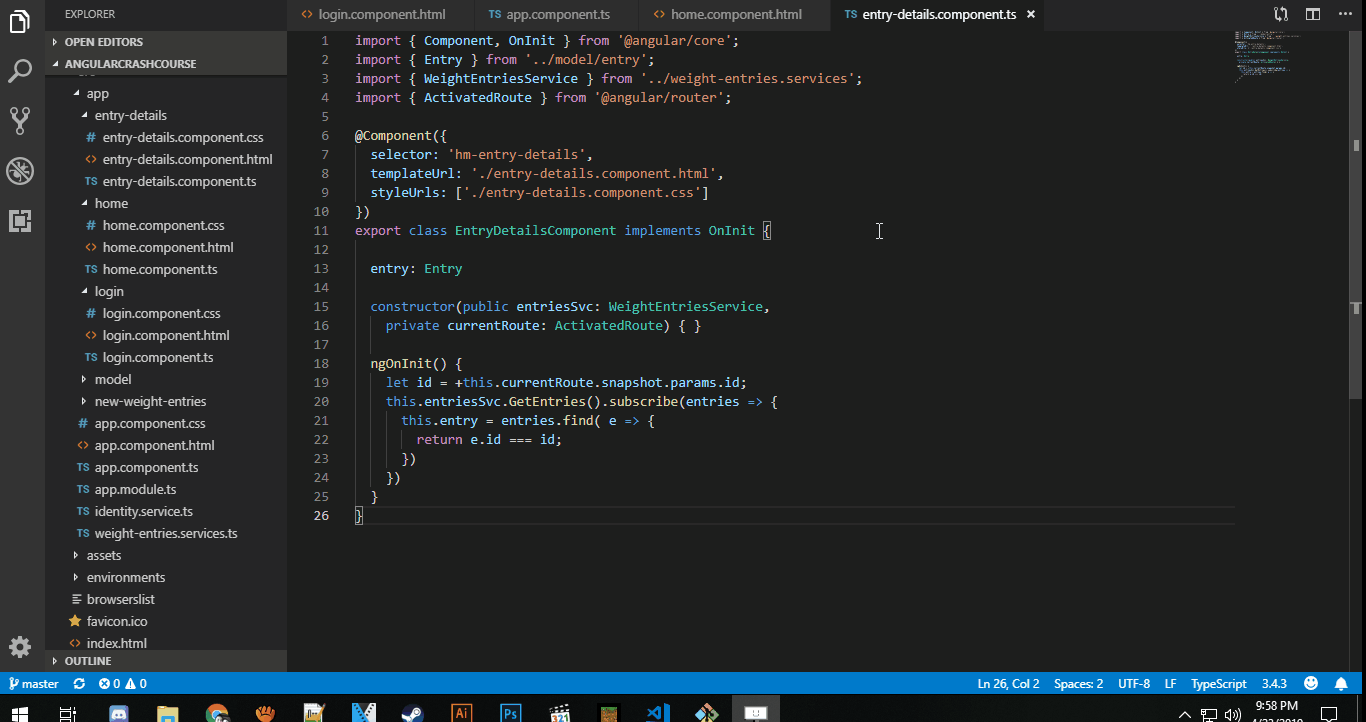 EXPLORER
OPEN EDITORS
ANGULARCRASHCOURSE
app
entry-details
# entry-details.component.css
<> entry-details.component.html
TS entry-details.component.ts
home
# home.component.css
<> home.component.html
TS home.component.ts
login
# login.component.css
<> login.component.html
TS login.component.ts
model
new-weight-entries
# app.component.css
<> app.component.html
TS app.component.ts
TS app.module.ts
TS identity.service.ts
TS weight-entries.services.ts
assets
environments
browserslist
favicon.ico
<> index.html
OUTLINE
<> login.component.html TS app.component.ts <> home.component.html TS entry-details.component.ts ×
1 import { Component, OnInit } from '@angular/core';
2 import { Entry } from '../model/entry';
3 import { WeightEntriesService } from '../weight-entries.services';
4 import { ActivatedRoute } from '@angular/router';
5
6 @Component({
7 selector: 'hm-entry-details',
8 templateUrl: './entry-details.component.html',
9 styleUrls: ['./entry-details.component.css']
10 })
11 export class EntryDetailsComponent implements OnInit {
12
13 entry: Entry
14
15 constructor(public entriesSvc: WeightEntriesService,
16 private currentRoute: ActivatedRoute) { }
17
18 ngOnInit() {
19 let id = +this.currentRoute.snapshot.params.id;
20 this.entriesSvc.GetEntries().subscribe(entries => {
21 this.entry = entries.find( e => {
22 return e.id === id;
23 })
24 })
25 }
26 }
master 0 0 Ln 26, Col 2 Spaces: 2 UTF-8 LF TypeScript 3.4.3
321 Ai Ps
9:58 PM